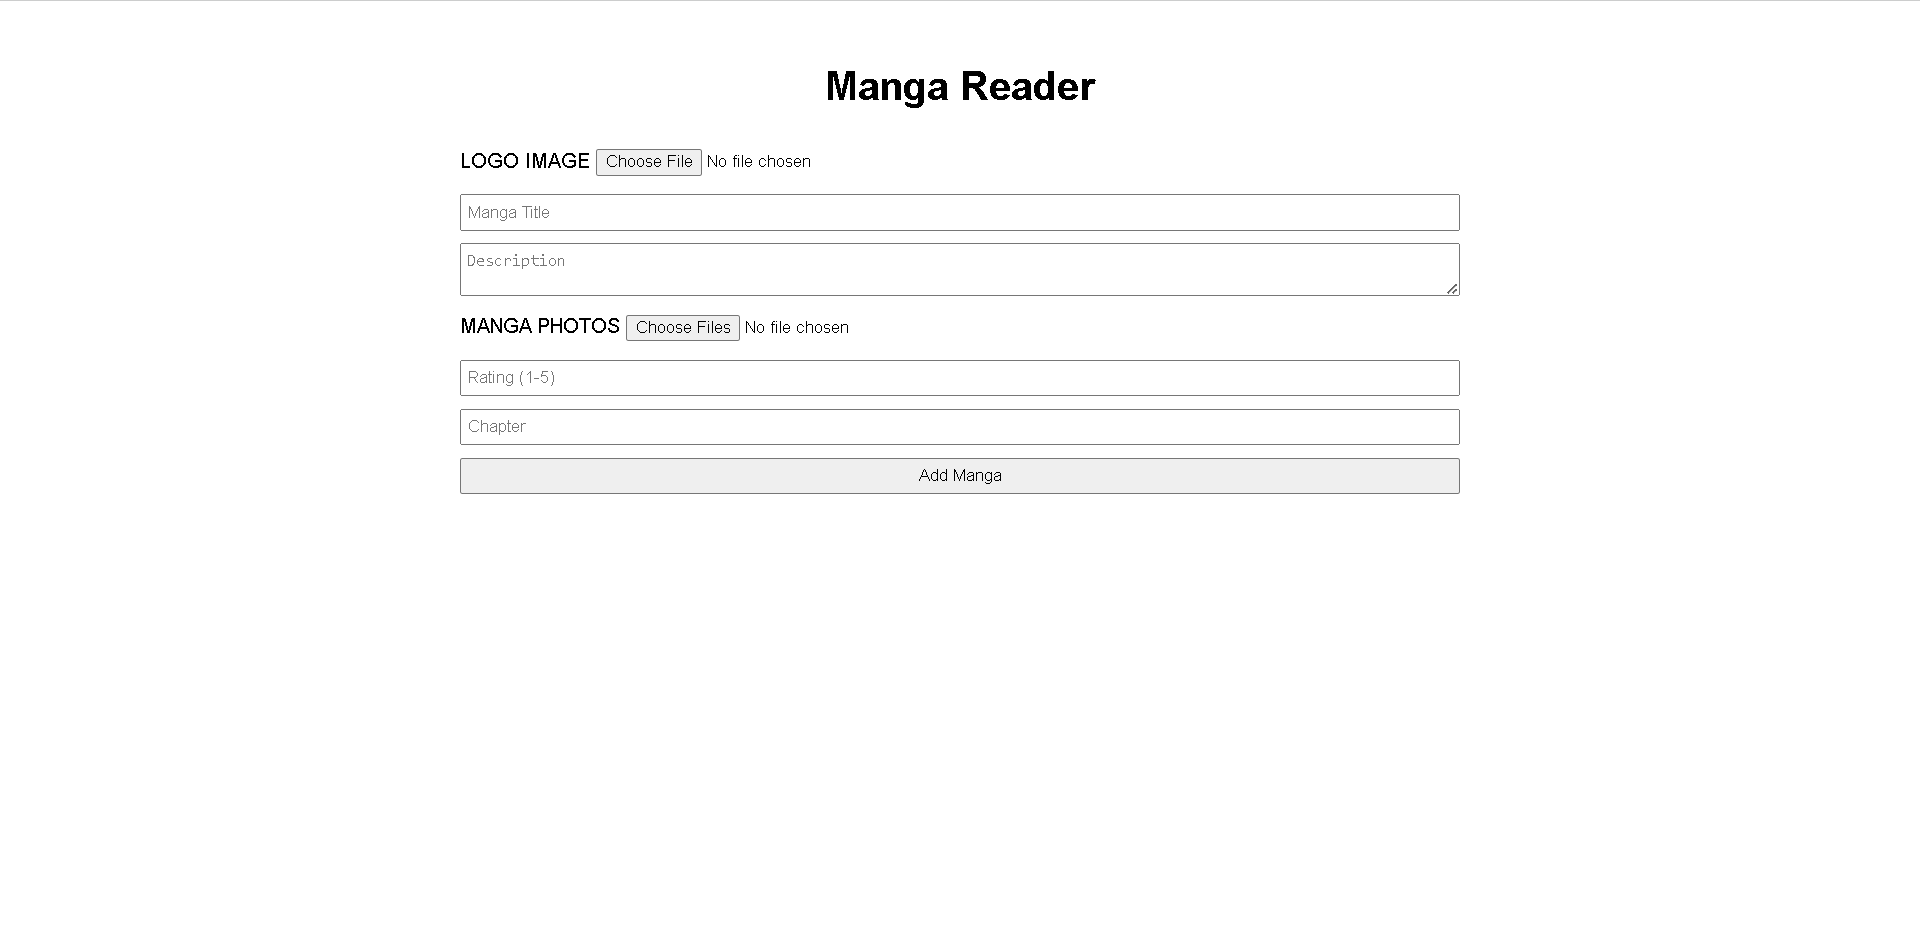 Manga Reader
LOGO IMAGE Choose File No file chosen
Manga Title
Description
MANGA PHOTOS Choose Files No file chosen
Rating (1-5)
Chapter
Add Manga